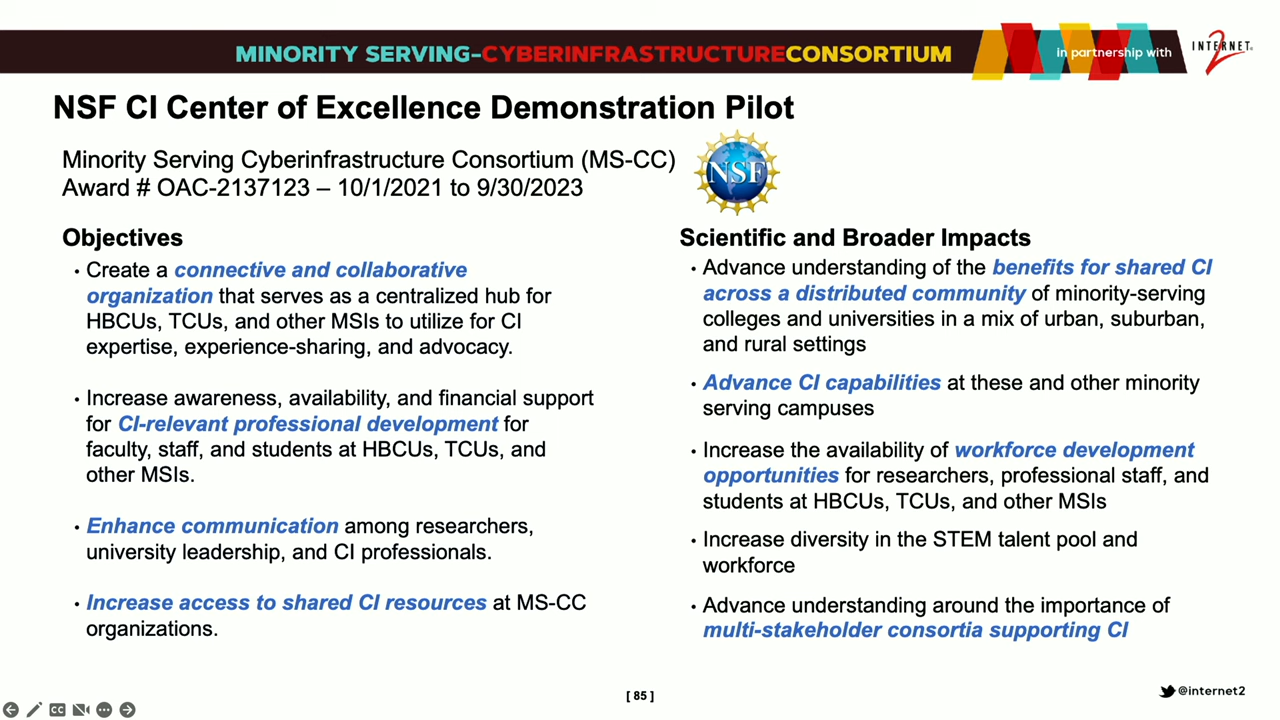 MINORITY SERVING-CYBERINFRASTRUCTURECONSORTIUM
in partnership with
INTERNET
2
NSF CI Center of Excellence Demonstration Pilot
Minority Serving Cyberinfrastructure Consortium (MS-CC)
Award # OAC-2137123 – 10/1/2021 to 9/30/2023
NSF
Objectives
• Create a connective and collaborative
organization that serves as a centralized hub for
HBCUs, TCUs, and other MSIs to utilize for CI
expertise, experience-sharing, and advocacy.
• Increase awareness, availability, and financial support
for CI-relevant professional development for
faculty, staff, and students at HBCUs, TCUs, and
other MSIs.
• Enhance communication among researchers,
university leadership, and CI professionals.
• Increase access to shared CI resources at MS-CC
organizations.
Scientific and Broader Impacts
• Advance understanding of the benefits for shared CI
across a distributed community of minority-serving
colleges and universities in a mix of urban, suburban,
and rural settings
• Advance CI capabilities at these and other minority
serving campuses
• Increase the availability of workforce development
opportunities for researchers, professional staff, and
students at HBCUs, TCUs, and other MSIs
• Increase diversity in the STEM talent pool and
workforce
• Advance understanding around the importance of
multi-stakeholder consortia supporting CI
[ 85 ]
@internet2
CC